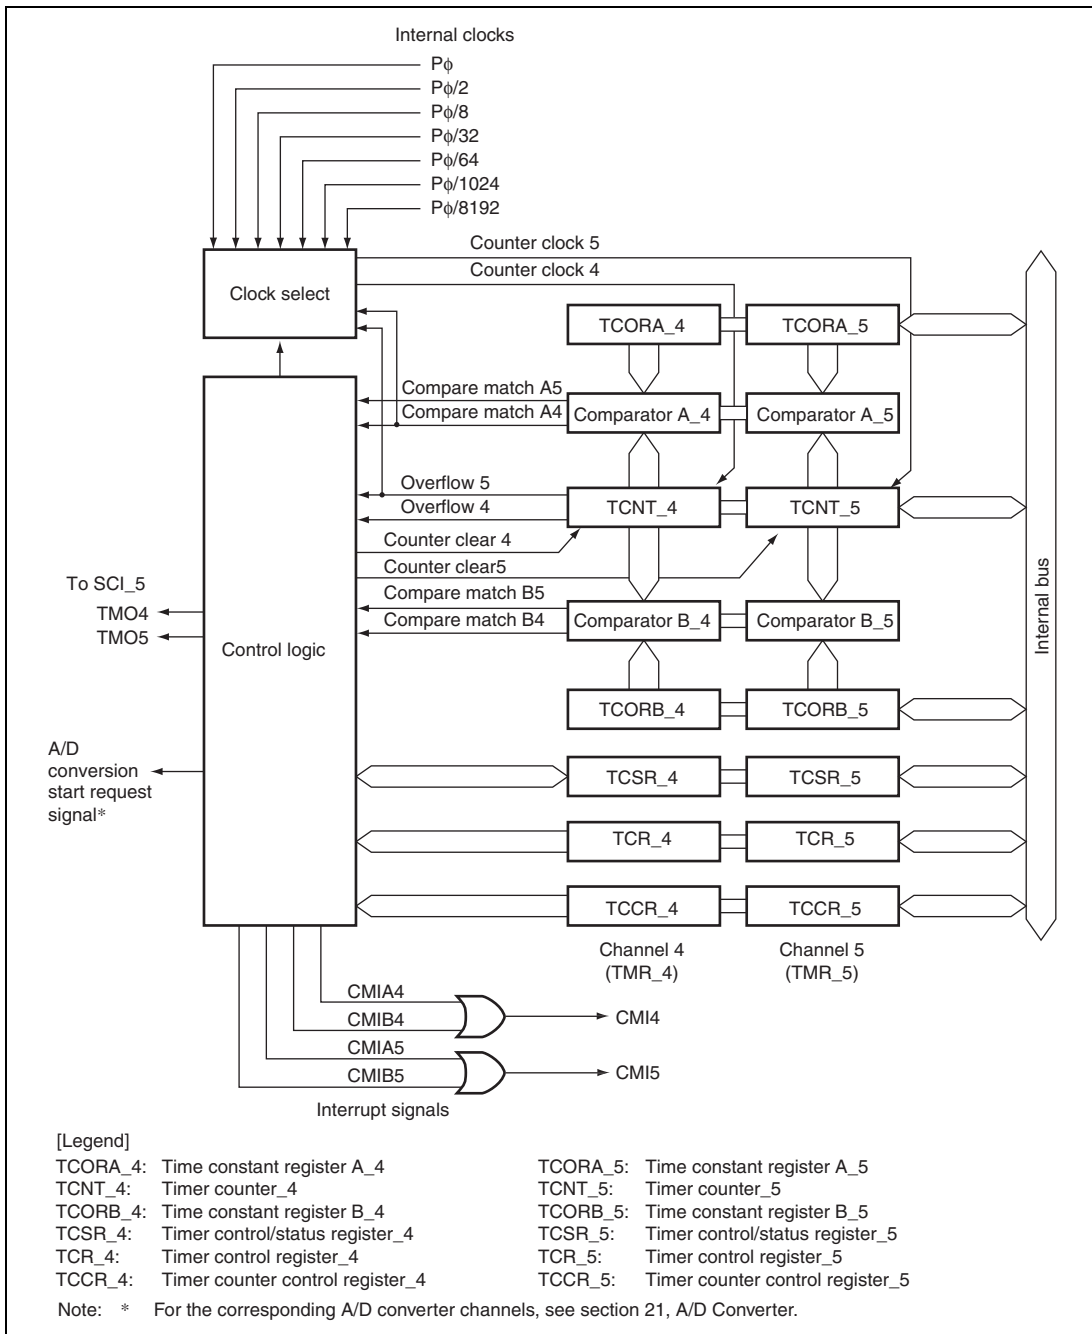 Internal clocks
Pϕ
Pϕ/2
Pϕ/8
Pϕ/32
Pϕ/64
Pϕ/1024
Pϕ/8192
Counter clock 5
Counter clock 4
Clock select
TCORA_4
TCORA_5
Compare match A5
Compare match A4
Comparator A_4
Comparator A_5
Overflow 5
Overflow 4
TCNT_4
TCNT_5
Counter clear 4
Counter clear5
To SCI_5
TMO4
TMO5
Compare match B5
Compare match B4
Comparator B_4
Comparator B_5
Control logic
Internal bus
TCORB_4
TCORB_5
A/D
conversion
start request
signal*
TCSR_4
TCSR_5
TCR_4
TCR_5
TCCR_4
TCCR_5
Channel 4
(TMR_4)
Channel 5
(TMR_5)
CMIA4
CMIB4
CMI4
CMIA5
CMIB5
CMI5
Interrupt signals
[Legend]
TCORA_4: Time constant register A_4
TCORA_5: Time constant register A_5
TCNT_4: Timer counter_4
TCNT_5: Timer counter_5
TCORB_4: Time constant register B_4
TCORB_5: Time constant register B_5
TCSR_4: Timer control/status register_4
TCSR_5: Timer control/status register_5
TCR_4: Timer control register_4
TCR_5: Timer control register_5
TCCR_4: Timer counter control register_4
TCCR_5: Timer counter control register_5
Note: * For the corresponding A/D converter channels, see section 21, A/D Converter.